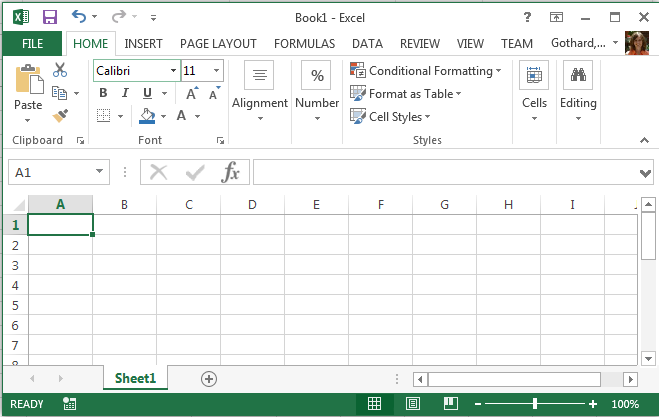 Book1 - Excel
FILE HOME INSERT PAGE LAYOUT FORMULAS DATA REVIEW VIEW TEAM Gothard,...
Calibri 11
Paste B I U A A Alignment Number Conditional Formatting Format as Table Cell Styles Cells Editing
Clipboard Font Styles
A1 fx
A B C D E F G H I J
1
2
3
4
5
6
7
8
Sheet1
READY 100%